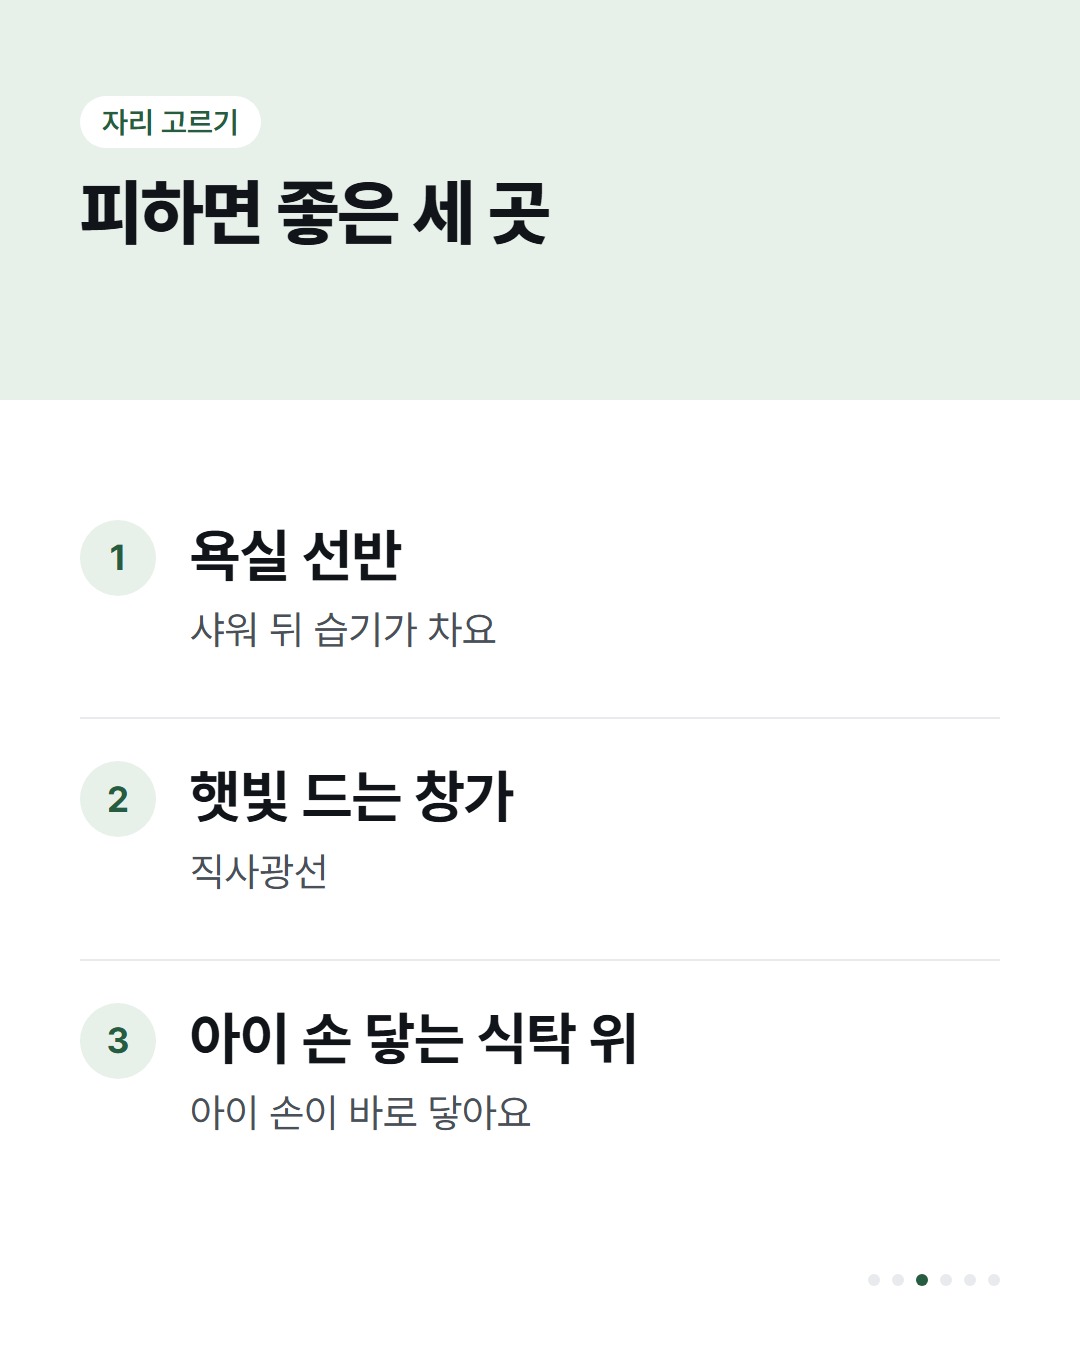 자리 고르기
피하면 좋은 세 곳
1
욕실 선반
샤워 뒤 습기가 차요
2
햇빛 드는 창가
직사광선
3
아이 손 닿는 식탁 위
아이 손이 바로 닿아요